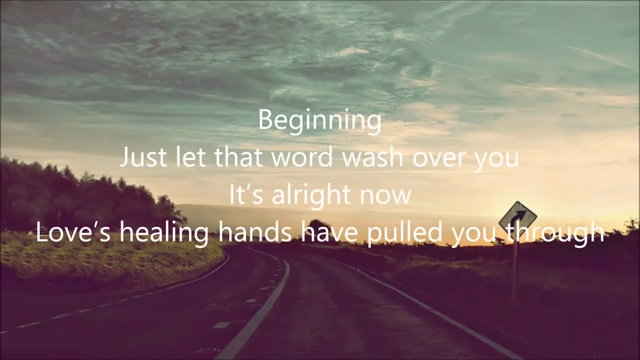 Beginning
Just let that word wash over you
It’s alright now
Love’s healing hands have pulled you through